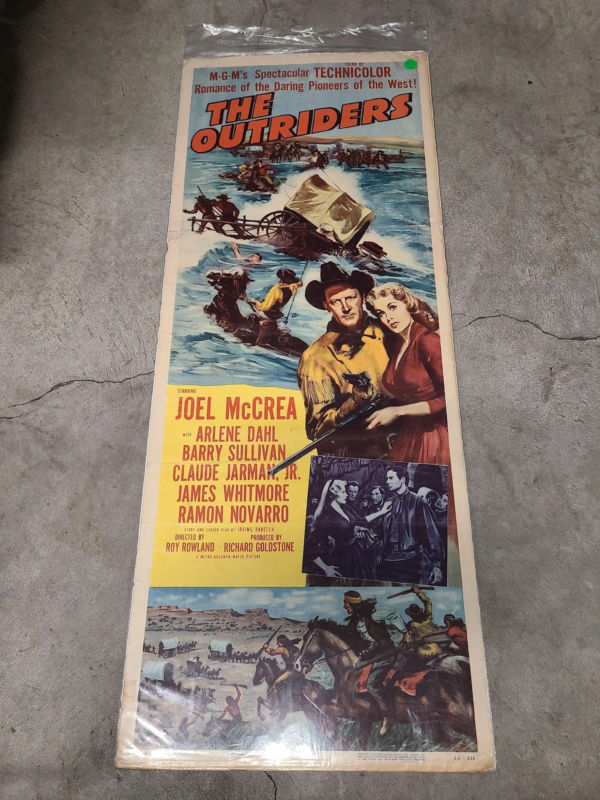 COLOR BY
M-G-M's Spectacular TECHNICOLOR
Romance of the Daring Pioneers of the West!
THE
OUTRIDERS
STARRING
JOEL McCREA
WITH ARLENE DAHL
BARRY SULLIVAN
CLAUDE JARMAN, JR.
JAMES WHITMORE
RAMON NOVARRO
STORY AND SCREEN PLAY BY IRVING RAVETCH
DIRECTED BY PRODUCED BY
ROY ROWLAND · RICHARD GOLDSTONE
A METRO-GOLDWYN-MAYER PICTURE